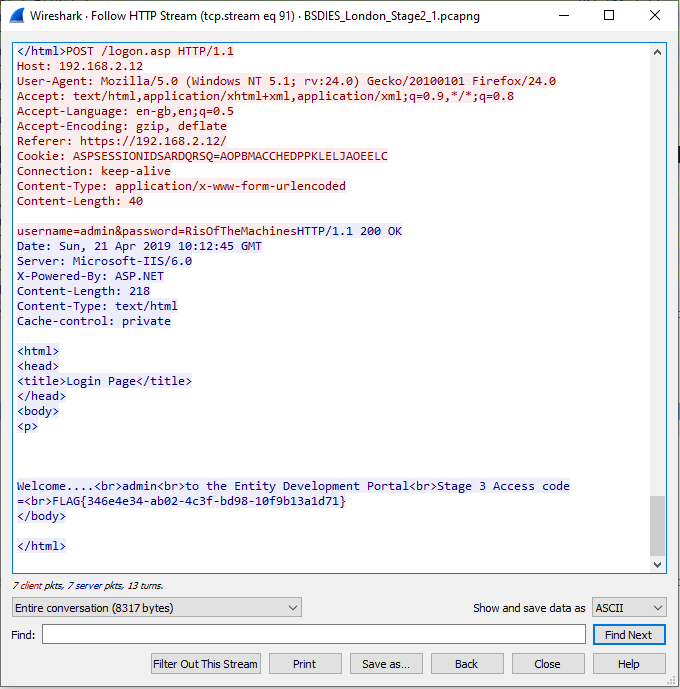 Wireshark · Follow HTTP Stream (tcp.stream eq 91) · BSDIES_London_Stage2_1.pcapng
</html>POST /logon.asp HTTP/1.1
Host: 192.168.2.12
User-Agent: Mozilla/5.0 (Windows NT 5.1; rv:24.0) Gecko/20100101 Firefox/24.0
Accept: text/html,application/xhtml+xml,application/xml;q=0.9,*/*;q=0.8
Accept-Language: en-gb,en;q=0.5
Accept-Encoding: gzip, deflate
Referer: https://192.168.2.12/
Cookie: ASPSESSIONIDSARDQRSQ=AOPBMACCHEDPPKLELJAOEELC
Connection: keep-alive
Content-Type: application/x-www-form-urlencoded
Content-Length: 40
username=admin&password=RisOfTheMachinesHTTP/1.1 200 OK
Date: Sun, 21 Apr 2019 10:12:45 GMT
Server: Microsoft-IIS/6.0
X-Powered-By: ASP.NET
Content-Length: 218
Content-Type: text/html
Cache-control: private
<html>
<head>
<title>Login Page</title>
</head>
<body>
<p>
Welcome....<br>admin<br>to the Entity Development Portal<br>Stage 3 Access code
=<br>FLAG{346e4e34-ab02-4c3f-bd98-10f9b13a1d71}
</body>
</html>
7 client pkts, 7 server pkts, 13 turns.
Entire conversation (8317 bytes) Show and save data as ASCII
Find: Find Next
Filter Out This Stream Print Save as... Back Close Help